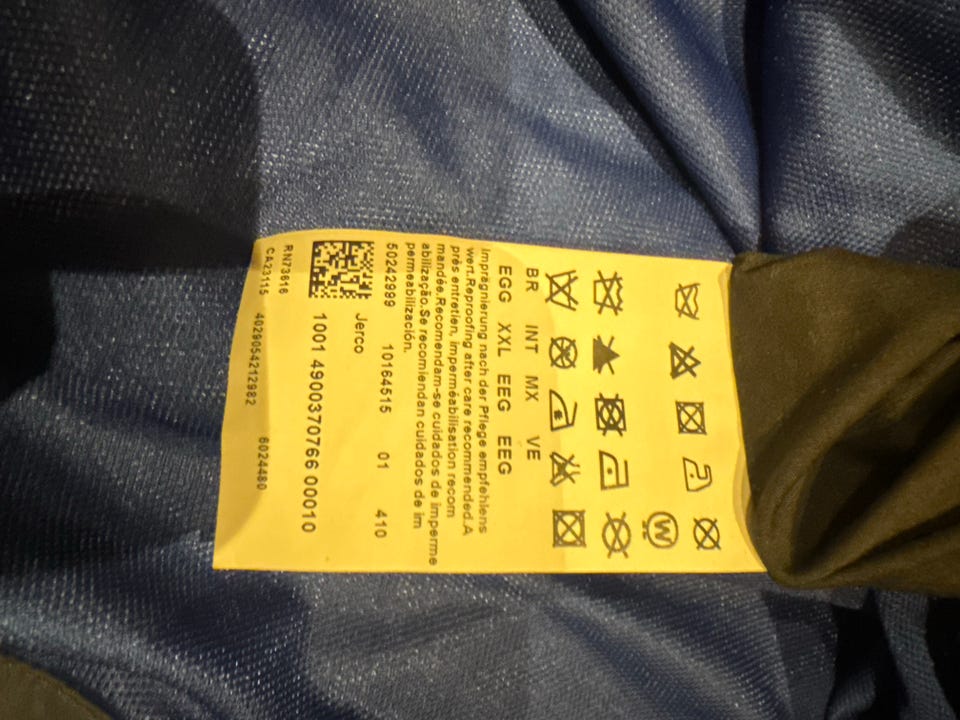 BR INT MX VE
EGG XXL EEG EEG
Imprägnierung nach der Pflege empfehlens
wert.Reproofing after care recommended.A
près entretien, imperméabilisation recom
mandée.Recomendam-se cuidados de imperme
abilização.Se recomiendan cuidados de im
permeabilización.
50242999 10164515 01 410
Jerco
1001 4900370766 00010
RN73616
CA23115 4029054212982 6024480